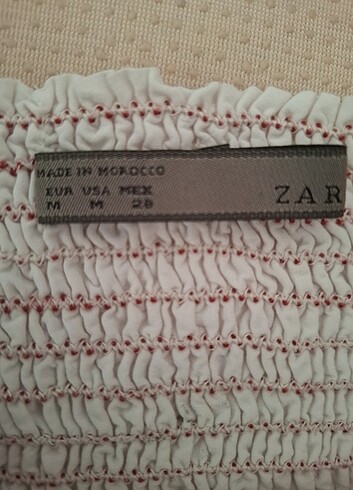 MADE IN MOROCCO
EUR USA MEX
M M 28
ZAR